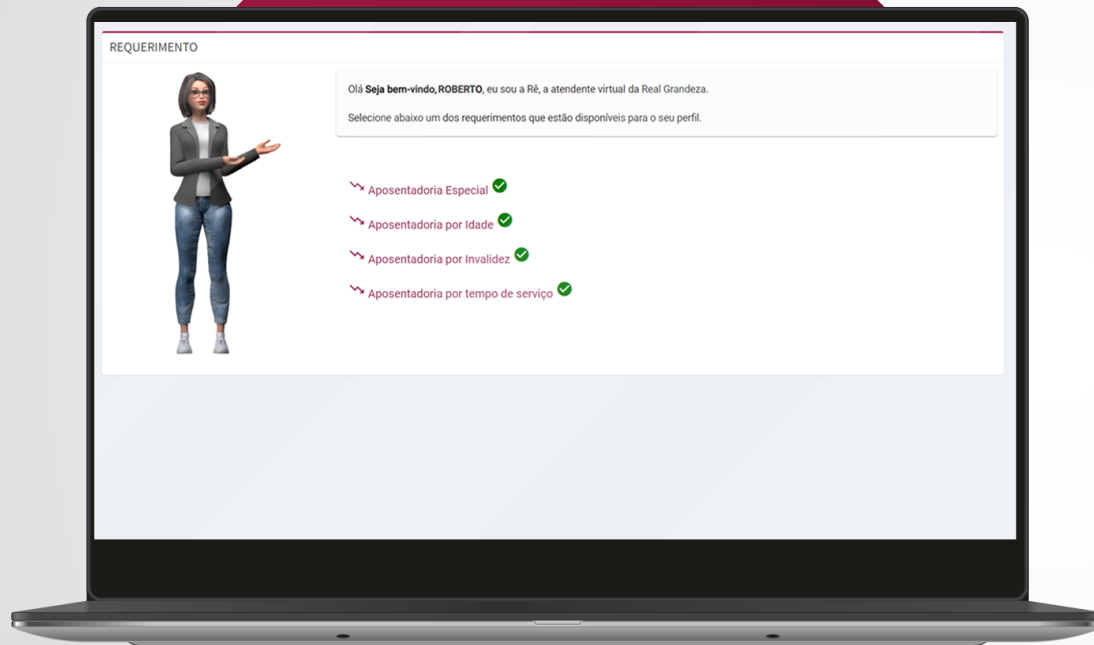 REQUERIMENTO
Olá Seja bem-vindo, ROBERTO, eu sou a Rê, a atendente virtual da Real Grandeza.
Selecione abaixo um dos requerimentos que estão disponíveis para o seu perfil.
Aposentadoria Especial
Aposentadoria por Idade
Aposentadoria por Invalidez
Aposentadoria por tempo de serviço